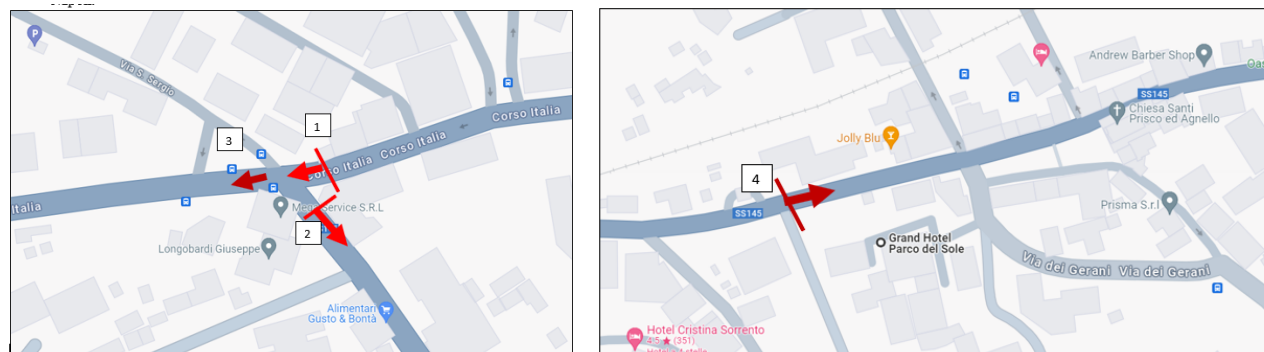 P
Via S. Sergio
Corso Italia
Corso Italia Corso Italia
1
3
Italia
Mega Service S.R.L
2
Longobardi Giuseppe
Alimentari
Gusto & Bontà
Andrew Barber Shop
SS145
Chiesa Santi
Prisco ed Agnello
Jolly Blu
4
Prisma S.r.l
SS145
Grand Hotel
Parco del Sole
Via dei Gerani Via dei Gerani
Hotel Cristina Sorrento
4,5 ★ (351)